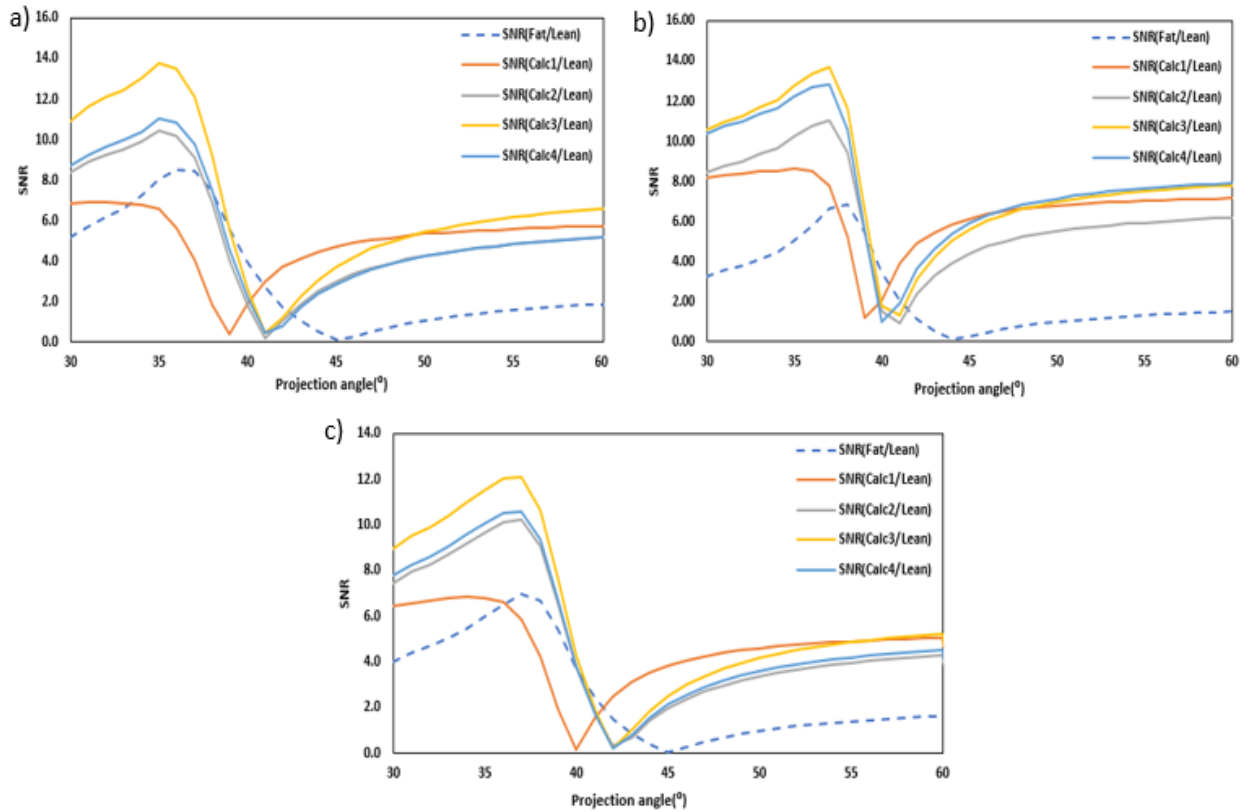 a)
16.0
14.0
12.0
10.0
8.0
6.0
4.0
2.0
0.0
SNR
30 35 40 45 50 55 60
Projection angle(⁰)
SNR(Fat/Lean)
SNR(Calc1/Lean)
SNR(Calc2/Lean)
SNR(Calc3/Lean)
SNR(Calc4/Lean)
b)
16.00
14.00
12.00
10.00
8.00
6.00
4.00
2.00
0.00
SNR
30 35 40 45 50 55 60
Projection angle(⁰)
SNR(Fat/Lean)
SNR(Calc1/Lean)
SNR(Calc2/Lean)
SNR(Calc3/Lean)
SNR(Calc4/Lean)
c)
14.0
12.0
10.0
8.0
6.0
4.0
2.0
0.0
SNR
30 35 40 45 50 55 60
Projection angle(⁰)
SNR(Fat/Lean)
SNR(Calc1/Lean)
SNR(Calc2/Lean)
SNR(Calc3/Lean)
SNR(Calc4/Lean)